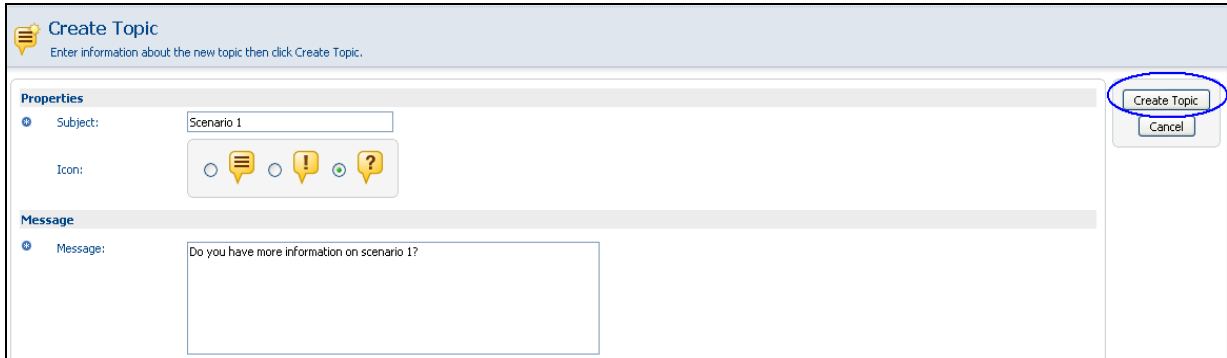 Create Topic
Enter information about the new topic then click Create Topic.
Properties
Subject: Scenario 1
Icon:
Message
Message: Do you have more information on scenario 1?
Create Topic
Cancel